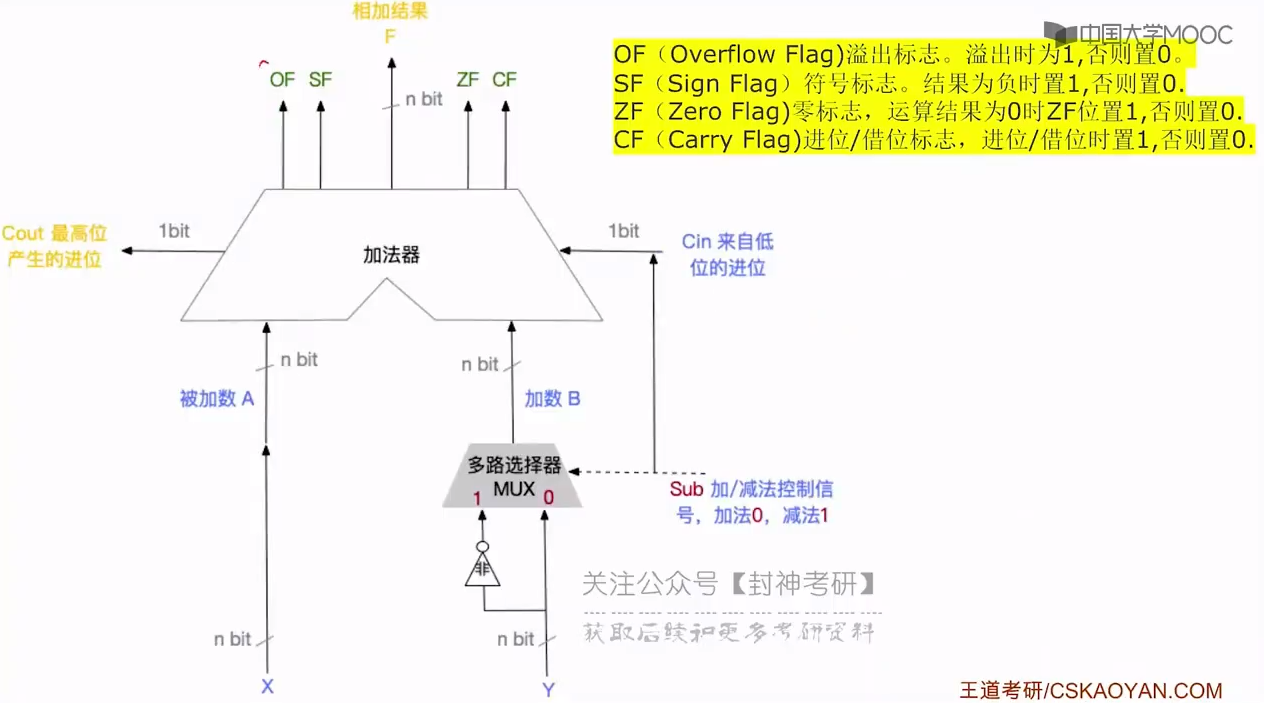 相加结果
F
中国大学MOOC
OF（Overflow Flag)溢出标志。溢出时为1,否则置0。
SF（Sign Flag）符号标志。结果为负时置1,否则置0.
ZF（Zero Flag)零标志，运算结果为0时ZF位置1,否则置0.
CF（Carry Flag)进位/借位标志，进位/借位时置1,否则置0.
OF SF ZF CF
n bit
Cout 最高位
产生的进位
1bit
加法器
1bit
Cin 来自低
位的进位
n bit
n bit
被加数 A
加数 B
多路选择器
MUX
1 0
Sub 加/减法控制信
号，加法0，减法1
非
关注公众号【封神考研】
获取后续和更多考研资料
n bit
n bit
X
Y
王道考研/CSKAOYAN.COM